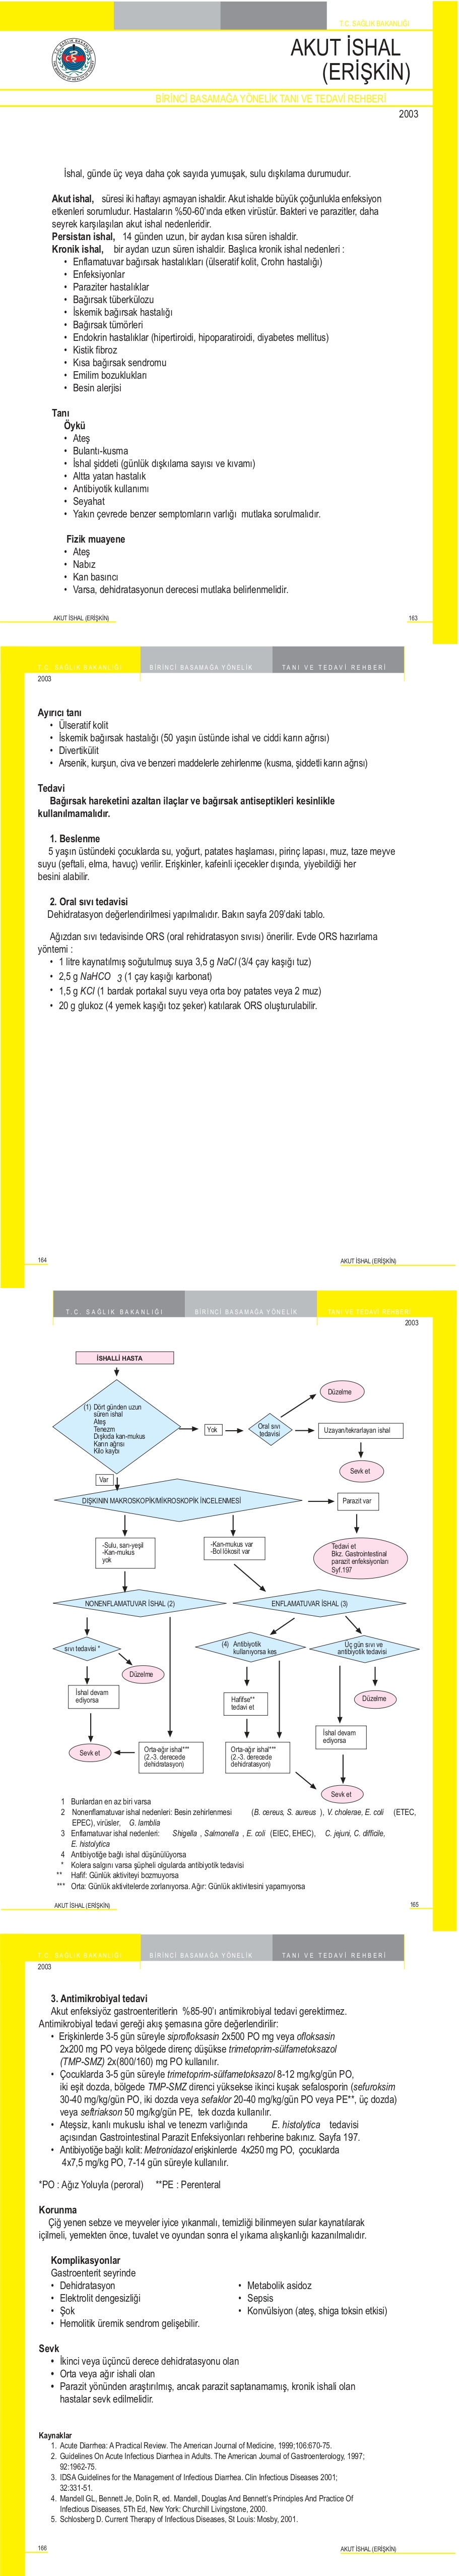 T.C. SAĞLIK BAKANLIĞI
AKUT İSHAL
(ERİŞKİN)
BİRİNCİ BASAMAĞA YÖNELİK TANI VE TEDAVİ REHBERİ
2003
İshal, günde üç veya daha çok sayıda yumuşak, sulu dışkılama durumudur.
Akut ishal, süresi iki haftayı aşmayan ishaldir. Akut ishalde büyük çoğunlukla enfeksiyon
etkenleri sorumludur. Hastaların %50-60'ında etken virüstür. Bakteri ve parazitler, daha
seyrek karşılaşılan akut ishal nedenleridir.
Persistan ishal, 14 günden uzun, bir aydan kısa süren ishaldir.
Kronik ishal, bir aydan uzun süren ishaldir. Başlıca kronik ishal nedenleri :
• Enflamatuvar bağırsak hastalıkları (ülseratif kolit, Crohn hastalığı)
• Enfeksiyonlar
• Paraziter hastalıklar
• Bağırsak tüberkülozu
• İskemik bağırsak hastalığı
• Bağırsak tümörleri
• Endokrin hastalıklar (hipertiroidi, hipoparatiroidi, diyabetes mellitus)
• Kistik fibroz
• Kısa bağırsak sendromu
• Emilim bozuklukları
• Besin alerjisi
Tanı
Öykü
• Ateş
• Bulantı-kusma
• İshal şiddeti (günlük dışkılama sayısı ve kıvamı)
• Altta yatan hastalık
• Antibiyotik kullanımı
• Seyahat
• Yakın çevrede benzer semptomların varlığı mutlaka sorulmalıdır.
Fizik muayene
• Ateş
• Nabız
• Kan basıncı
• Varsa, dehidratasyonun derecesi mutlaka belirlenmelidir.
AKUT İSHAL (ERİŞKİN)
163
T.C. SAĞLIK BAKANLIĞI BİRİNCİ BASAMAĞA YÖNELİK TANI VE TEDAVİ REHBERİ
2003
Ayırıcı tanı
• Ülseratif kolit
• İskemik bağırsak hastalığı (50 yaşın üstünde ishal ve ciddi karın ağrısı)
• Divertikülit
• Arsenik, kurşun, civa ve benzeri maddelerle zehirlenme (kusma, şiddetli karın ağrısı)
Tedavi
Bağırsak hareketini azaltan ilaçlar ve bağırsak antiseptikleri kesinlikle
kullanılmamalıdır.
1. Beslenme
5 yaşın üstündeki çocuklarda su, yoğurt, patates haşlaması, pirinç lapası, muz, taze meyve
suyu (şeftali, elma, havuç) verilir. Erişkinler, kafeinli içecekler dışında, yiyebildiği her
besini alabilir.
2. Oral sıvı tedavisi
Dehidratasyon değerlendirilmesi yapılmalıdır. Bakın sayfa 209'daki tablo.
Ağızdan sıvı tedavisinde ORS (oral rehidratasyon sıvısı) önerilir. Evde ORS hazırlama
yöntemi :
• 1 litre kaynatılmış soğutulmuş suya 3,5 g NaCl (3/4 çay kaşığı tuz)
• 2,5 g NaHCO 3 (1 çay kaşığı karbonat)
• 1,5 g KCl (1 bardak portakal suyu veya orta boy patates veya 2 muz)
• 20 g glukoz (4 yemek kaşığı toz şeker) katılarak ORS oluşturulabilir.
164
AKUT İSHAL (ERİŞKİN)
T.C. SAĞLIK BAKANLIĞI BİRİNCİ BASAMAĞA YÖNELİK TANI VE TEDAVİ REHBERİ
2003
İSHALLİ HASTA
(1) Dört günden uzun
süren ishal
Ateş
Tenezm
Dışkıda kan-mukus
Karın ağrısı
Kilo kaybı
Yok
Oral sıvı
tedavisi
Düzelme
Uzayan/tekrarlayan ishal
Sevk et
Var
DIŞKININ MAKROSKOPİK/MİKROSKOPİK İNCELENMESİ
Parazit var
-Sulu, sarı-yeşil
-Kan-mukus
yok
-Kan-mukus var
-Bol lökosit var
Tedavi et
Bkz. Gastrointestinal
parazit enfeksiyonları
Syf.197
NONENFLAMATUVAR İSHAL (2)
ENFLAMATUVAR İSHAL (3)
sıvı tedavisi *
Düzelme
(4) Antibiyotik
kullanıyorsa kes
Üç gün sıvı ve
antibiyotik tedavisi
İshal devam
ediyorsa
Hafifse**
tedavi et
Düzelme
İshal devam
ediyorsa
Sevk et
Orta-ağır ishal***
(2.-3. derecede
dehidratasyon)
Orta-ağır ishal***
(2.-3. derecede
dehidratasyon)
Sevk et
1 Bunlardan en az biri varsa
2 Nonenflamatuvar ishal nedenleri: Besin zehirlenmesi (B. cereus, S. aureus ), V. cholerae, E. coli (ETEC,
EPEC), virüsler, G. lamblia
3 Enflamatuvar ishal nedenleri: Shigella , Salmonella , E. coli (EIEC, EHEC), C. jejuni, C. difficile,
E. histolytica
4 Antibiyotiğe bağlı ishal düşünülüyorsa
* Kolera salgını varsa şüpheli olgularda antibiyotik tedavisi
** Hafif: Günlük aktiviteyi bozmuyorsa
*** Orta: Günlük aktivitelerde zorlanıyorsa. Ağır: Günlük aktivitesini yapamıyorsa
AKUT İSHAL (ERİŞKİN)
165
T.C. SAĞLIK BAKANLIĞI BİRİNCİ BASAMAĞA YÖNELİK TANI VE TEDAVİ REHBERİ
2003
3. Antimikrobiyal tedavi
Akut enfeksiyöz gastroenteritlerin %85-90'ı antimikrobiyal tedavi gerektirmez.
Antimikrobiyal tedavi gereği akış şemasına göre değerlendirilir:
• Erişkinlerde 3-5 gün süreyle siprofloksasin 2x500 PO mg veya ofloksasin
2x200 mg PO veya bölgede direnç düşükse trimetoprim-sülfametoksazol
(TMP-SMZ) 2x(800/160) mg PO kullanılır.
• Çocuklarda 3-5 gün süreyle trimetoprim-sülfametoksazol 8-12 mg/kg/gün PO,
iki eşit dozda, bölgede TMP-SMZ direnci yüksekse ikinci kuşak sefalosporin (sefuroksim
30-40 mg/kg/gün PO, iki dozda veya sefaklor 20-40 mg/kg/gün PO veya PE**, üç dozda)
veya seftriakson 50 mg/kg/gün PE, tek dozda kullanılır.
• Ateşsiz, kanlı mukuslu ishal ve tenezm varlığında E. histolytica tedavisi
açısından Gastrointestinal Parazit Enfeksiyonları rehberine bakınız. Sayfa 197.
• Antibiyotiğe bağlı kolit: Metronidazol erişkinlerde 4x250 mg PO, çocuklarda
4x7,5 mg/kg PO, 7-14 gün süreyle kullanılır.
*PO : Ağız Yoluyla (peroral) **PE : Perenteral
Korunma
Çiğ yenen sebze ve meyveler iyice yıkanmalı, temizliği bilinmeyen sular kaynatılarak
içilmeli, yemekten önce, tuvalet ve oyundan sonra el yıkama alışkanlığı kazanılmalıdır.
Komplikasyonlar
Gastroenterit seyrinde
• Dehidratasyon
• Elektrolit dengesizliği
• Şok
• Hemolitik üremik sendrom gelişebilir.
• Metabolik asidoz
• Sepsis
• Konvülsiyon (ateş, shiga toksin etkisi)
Sevk
• İkinci veya üçüncü derece dehidratasyonu olan
• Orta veya ağır ishali olan
• Parazit yönünden araştırılmış, ancak parazit saptanamamış, kronik ishali olan
hastalar sevk edilmelidir.
Kaynaklar
1. Acute Diarrhea: A Practical Review. The American Journal of Medicine, 1999;106:670-75.
2. Guidelines On Acute Infectious Diarrhea in Adults. The American Journal of Gastroenterology, 1997;
92:1962-75.
3. IDSA Guidelines for the Management of Infectious Diarrhea. Clin Infectious Diseases 2001;
32:331-51.
4. Mandell GL, Bennett Je, Dolin R, ed. Mandell, Douglas And Bennett's Principles And Practice Of
Infectious Diseases, 5Th Ed, New York: Churchill Livingstone, 2000.
5. Schlosberg D. Current Therapy of Infectious Diseases, St Louis: Mosby, 2001.
166
AKUT İSHAL (ERİŞKİN)